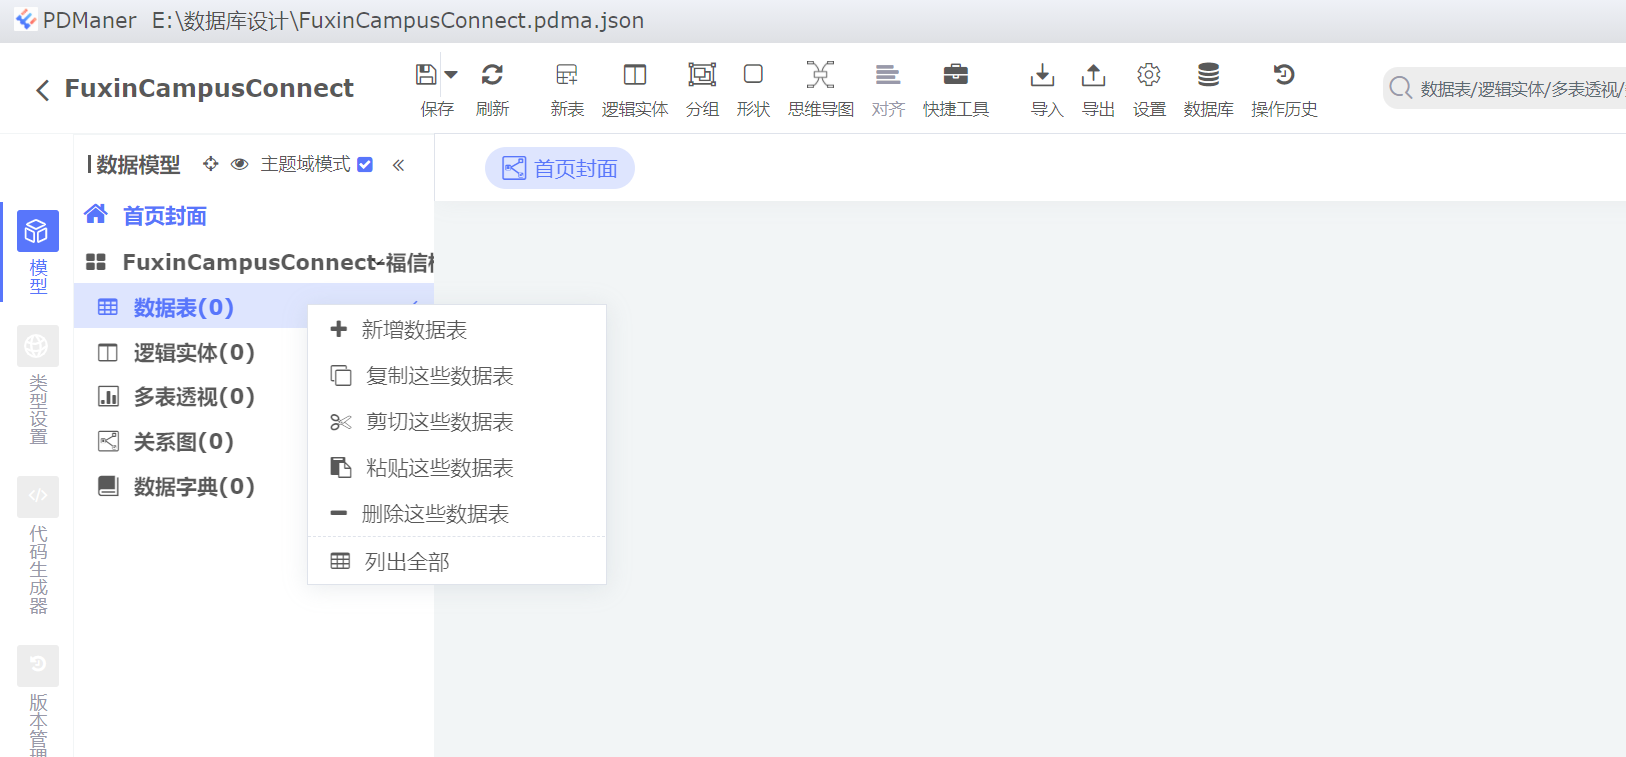 PDManer E:\数据库设计\FuxinCampusConnect.pdma.json
FuxinCampusConnect
保存 刷新 新表 逻辑实体 分组 形状 思维导图 对齐 快捷工具 导入 导出 设置 数据库 操作历史
数据表/逻辑实体/多表透视/
数据模型 主题域模式
首页封面
首页封面
FuxinCampusConnect-福信
数据表(0)
逻辑实体(0)
多表透视(0)
关系图(0)
数据字典(0)
新增数据表
复制这些数据表
剪切这些数据表
粘贴这些数据表
删除这些数据表
列出全部
模型
类型设置
代码生成器
版本管理